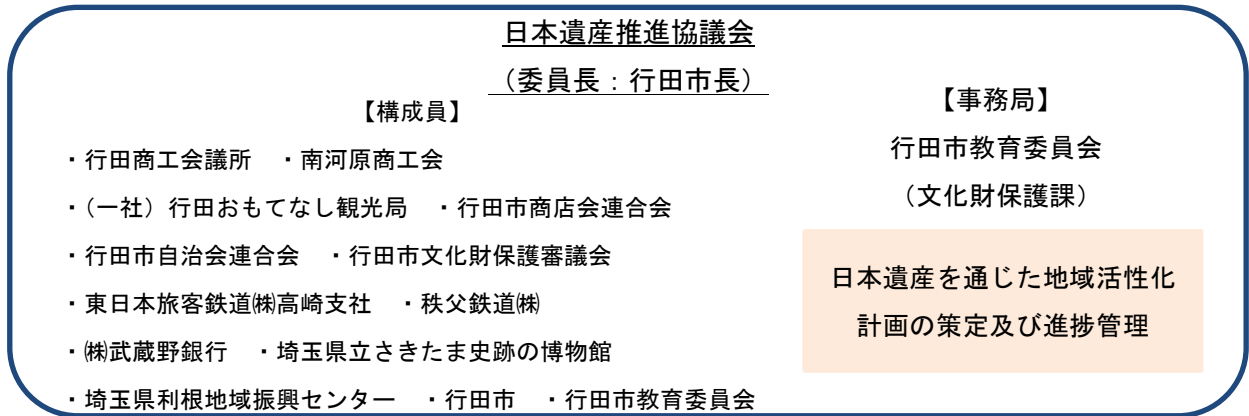 日本遺産推進協議会
(委員長：行田市長)
【構成員】
・行田商工会議所　・南河原商工会
・(一社) 行田おもてなし観光局　・行田市商店会連合会
・行田市自治会連合会　・行田市文化財保護審議会
・東日本旅客鉄道㈱高崎支社　・秩父鉄道㈱
・㈱武蔵野銀行　・埼玉県立さきたま史跡の博物館
・埼玉県利根地域振興センター　・行田市　・行田市教育委員会
【事務局】
行田市教育委員会
(文化財保護課)
日本遺産を通じた地域活性化
計画の策定及び進捗管理